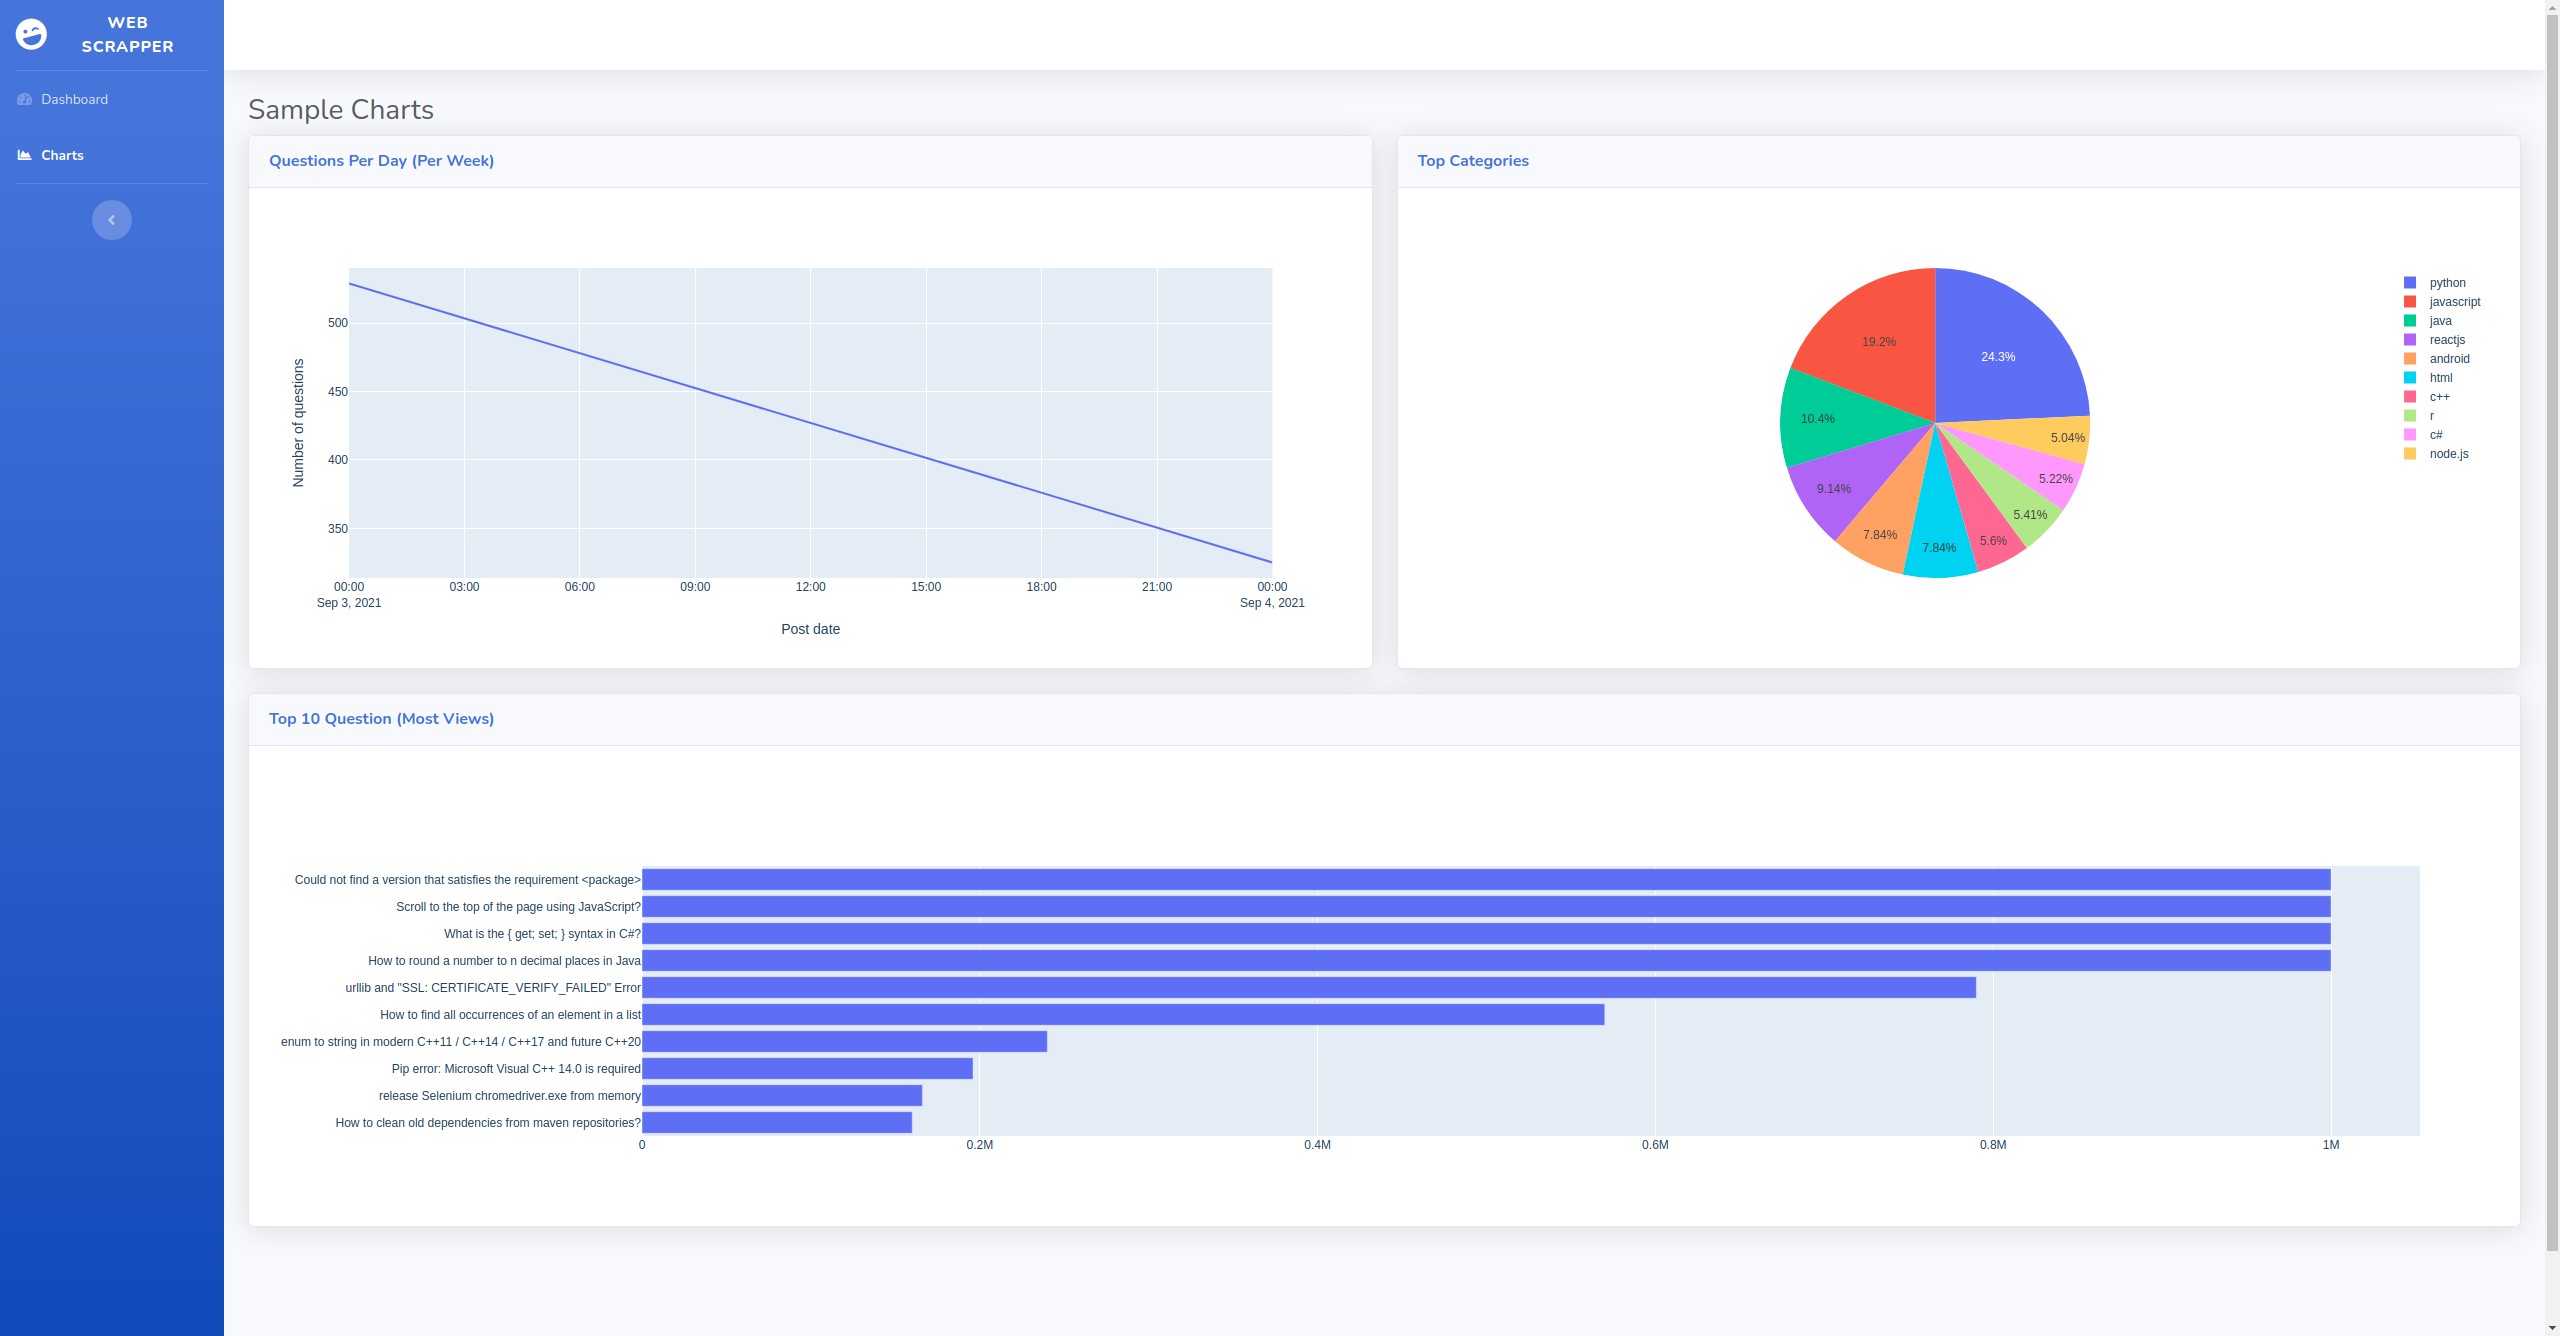 WEB
SCRAPPER
Dashboard
Charts
Sample Charts
Questions Per Day (Per Week)
500
450
400
350
Number of questions
00:00
Sep 3, 2021
03:00
06:00
09:00
12:00
15:00
18:00
21:00
00:00
Sep 4, 2021
Post date
Top Categories
24.3%
19.2%
10.4%
9.14%
7.84%
7.84%
5.6%
5.41%
5.22%
5.04%
python
javascript
java
reactjs
android
html
c++
r
c#
node.js
Top 10 Question (Most Views)
Could not find a version that satisfies the requirement <package>
Scroll to the top of the page using JavaScript?
What is the { get; set; } syntax in C#?
How to round a number to n decimal places in Java
urllib and "SSL: CERTIFICATE_VERIFY_FAILED" Error
How to find all occurrences of an element in a list
enum to string in modern C++11 / C++14 / C++17 and future C++20
Pip error: Microsoft Visual C++ 14.0 is required
release Selenium chromedriver.exe from memory
How to clean old dependencies from maven repositories?
0
0.2M
0.4M
0.6M
0.8M
1M